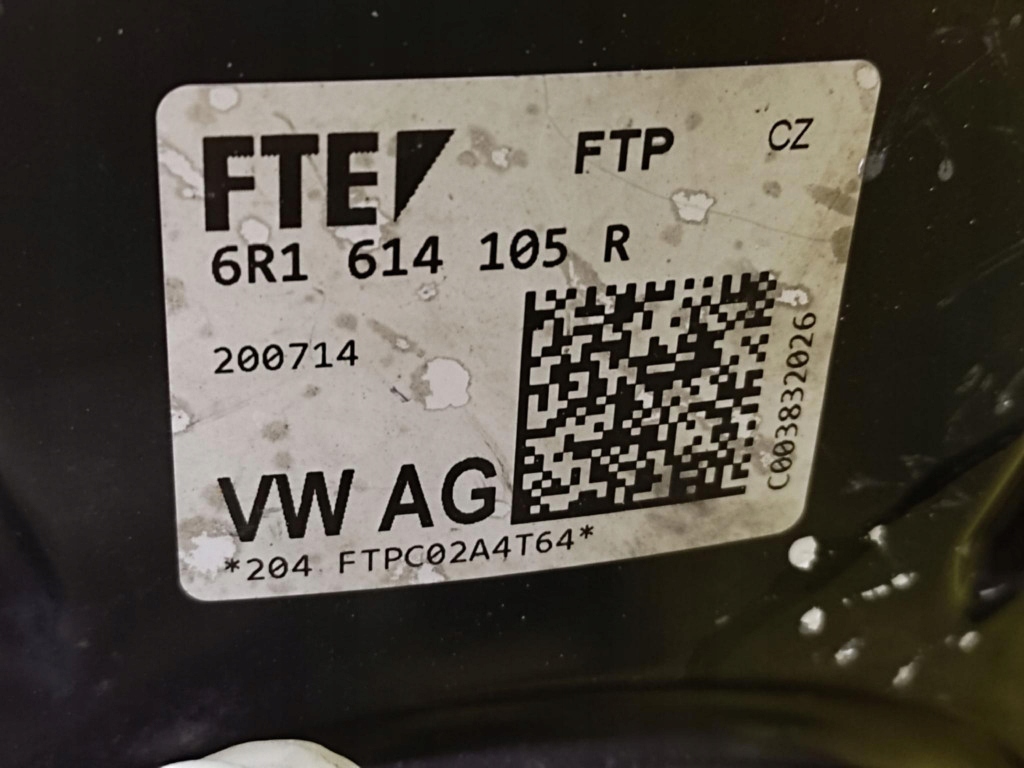 FTE FTP CZ
6R1 614 105 R
200714
C003832026
VW AG
*204 FTPC02A4T64*